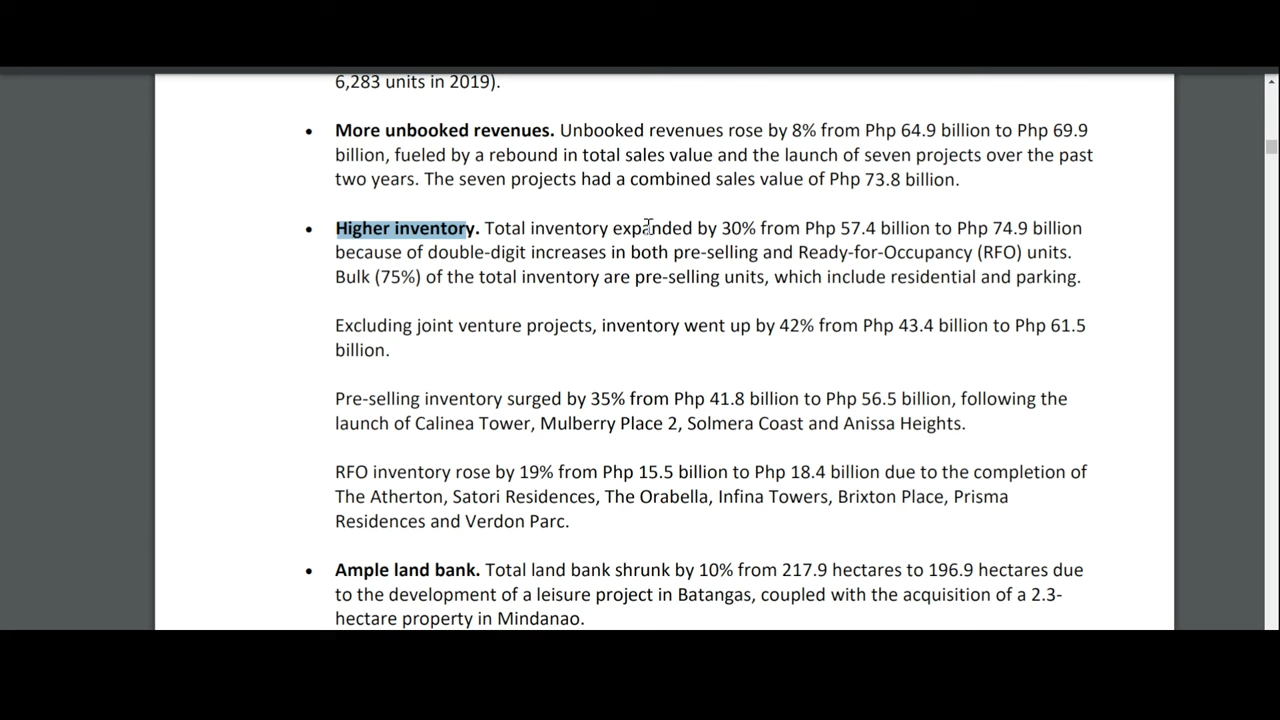 6,283 units in 2019).
• More unbooked revenues. Unbooked revenues rose by 8% from Php 64.9 billion to Php 69.9
billion, fueled by a rebound in total sales value and the launch of seven projects over the past
two years. The seven projects had a combined sales value of Php 73.8 billion.
• Higher inventory. Total inventory expanded by 30% from Php 57.4 billion to Php 74.9 billion
because of double-digit increases in both pre-selling and Ready-for-Occupancy (RFO) units.
Bulk (75%) of the total inventory are pre-selling units, which include residential and parking.
Excluding joint venture projects, inventory went up by 42% from Php 43.4 billion to Php 61.5
billion.
Pre-selling inventory surged by 35% from Php 41.8 billion to Php 56.5 billion, following the
launch of Calinea Tower, Mulberry Place 2, Solmera Coast and Anissa Heights.
RFO inventory rose by 19% from Php 15.5 billion to Php 18.4 billion due to the completion of
The Atherton, Satori Residences, The Orabella, Infina Towers, Brixton Place, Prisma
Residences and Verdon Parc.
• Ample land bank. Total land bank shrunk by 10% from 217.9 hectares to 196.9 hectares due
to the development of a leisure project in Batangas, coupled with the acquisition of a 2.3-
hectare property in Mindanao.